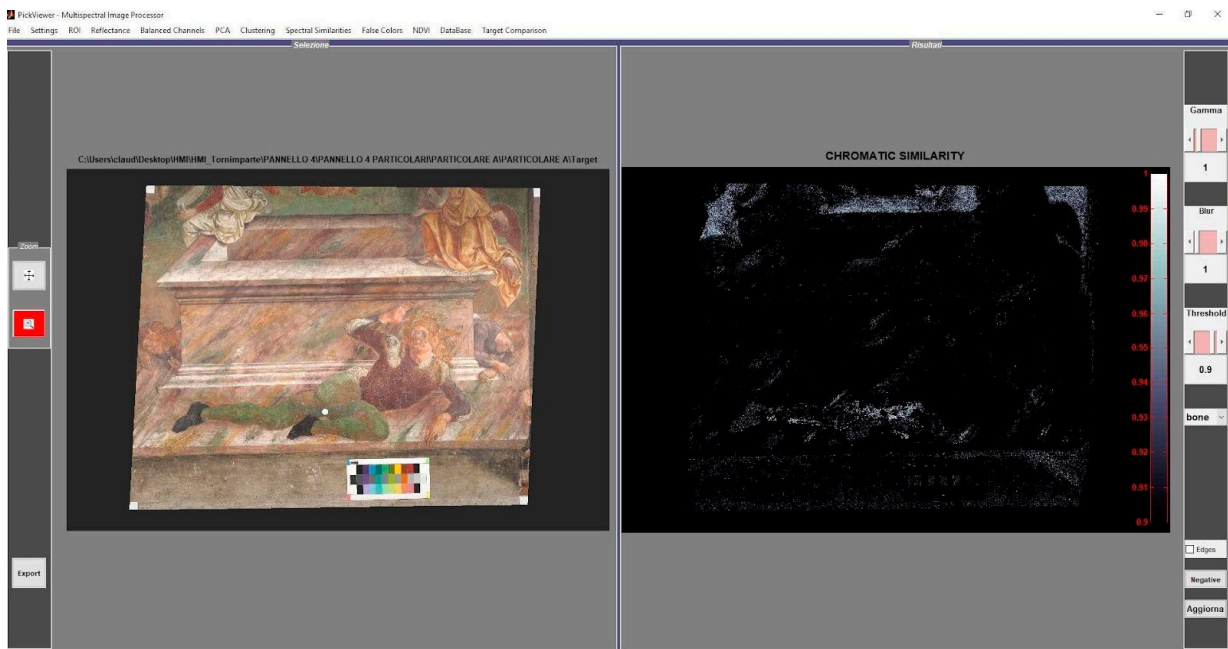 PickViewer - Multispectral Image Processor
File Settings ROI Reflectance Balanced Channels PCA Clustering Spectral Similarities False Colors NDVI DataBase Target Comparison
Selezione
Risultati
C:\Users\claud\Desktop\HMI\HMI_Tornimparte\PANNELLO 4\PANNELLO 4 PARTICOLARI\PARTICOLARE A\PARTICOLARE A\Target
CHROMATIC SIMILARITY
Zoom
Export
1
0.99
0.98
0.97
0.96
0.95
0.94
0.93
0.92
0.91
0.9
Gamma
1
Blur
1
Threshold
0.9
bone
Edges
Negative
Aggiorna